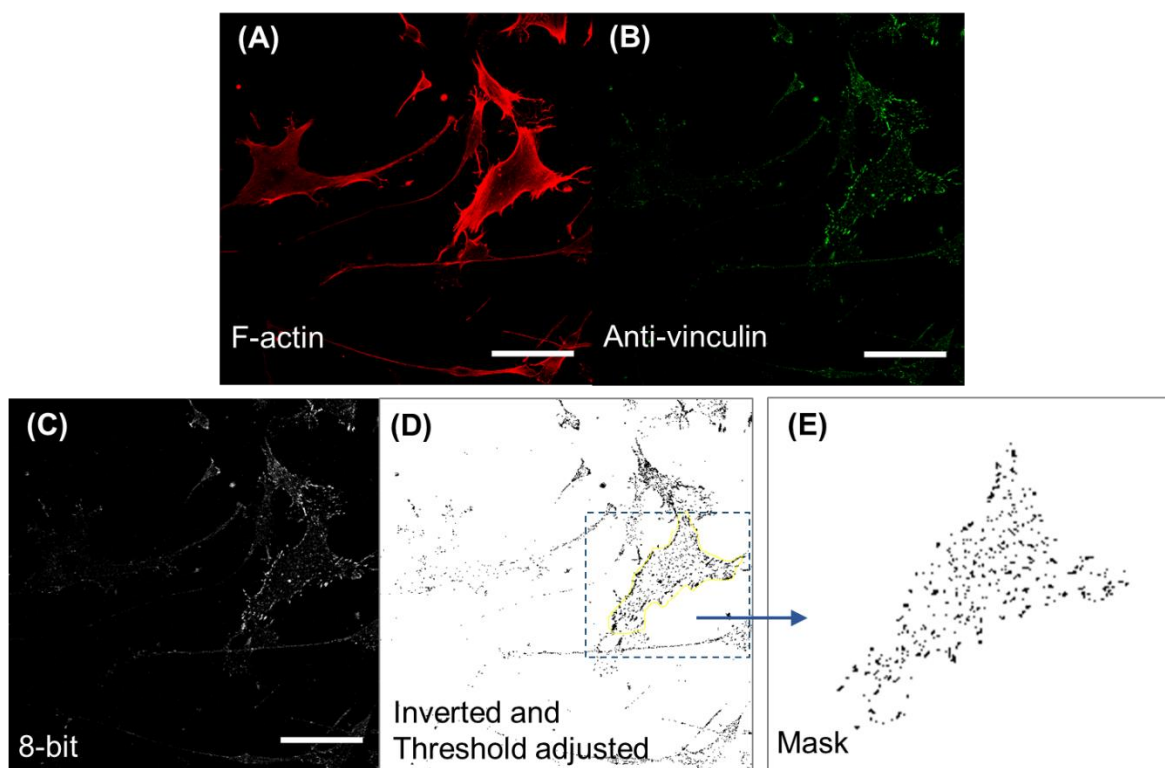 (A)
F-actin
(B)
Anti-vinculin
(C)
8-bit
(D)
Inverted and
Threshold adjusted
(E)
Mask